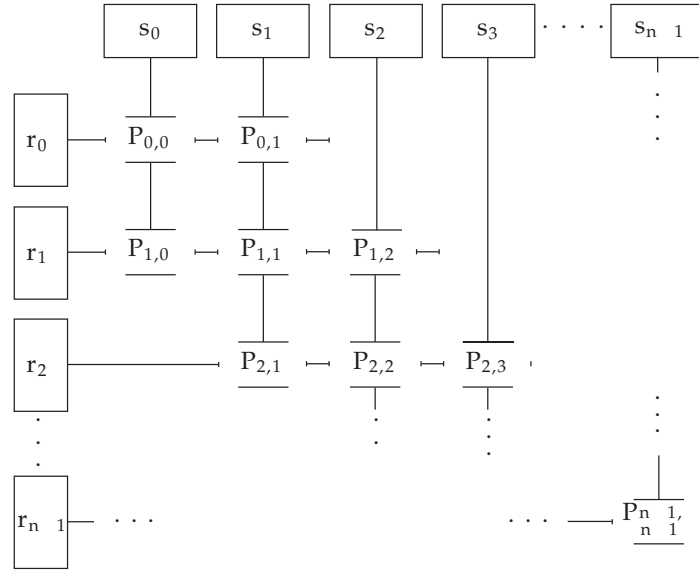 s₀ s₁ s₂ s₃ · · · · sₙ ₁
r₀ P₀,₀ P₀,₁
r₁ P₁,₀ P₁,₁ P₁,₂
r₂ P₂,₁ P₂,₂ P₂,₃
rₙ ₁ · · · · · · Pₙ ₁, ₙ ₁